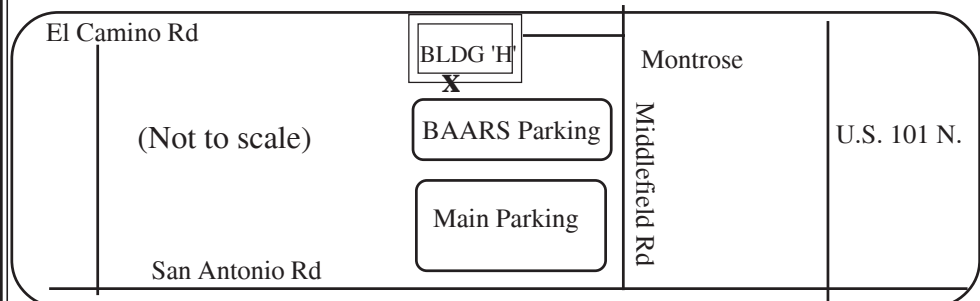 El Camino Rd
BLDG 'H'
X
Montrose
(Not to scale)
BAARS Parking
Middlefield Rd
U.S. 101 N.
Main Parking
San Antonio Rd